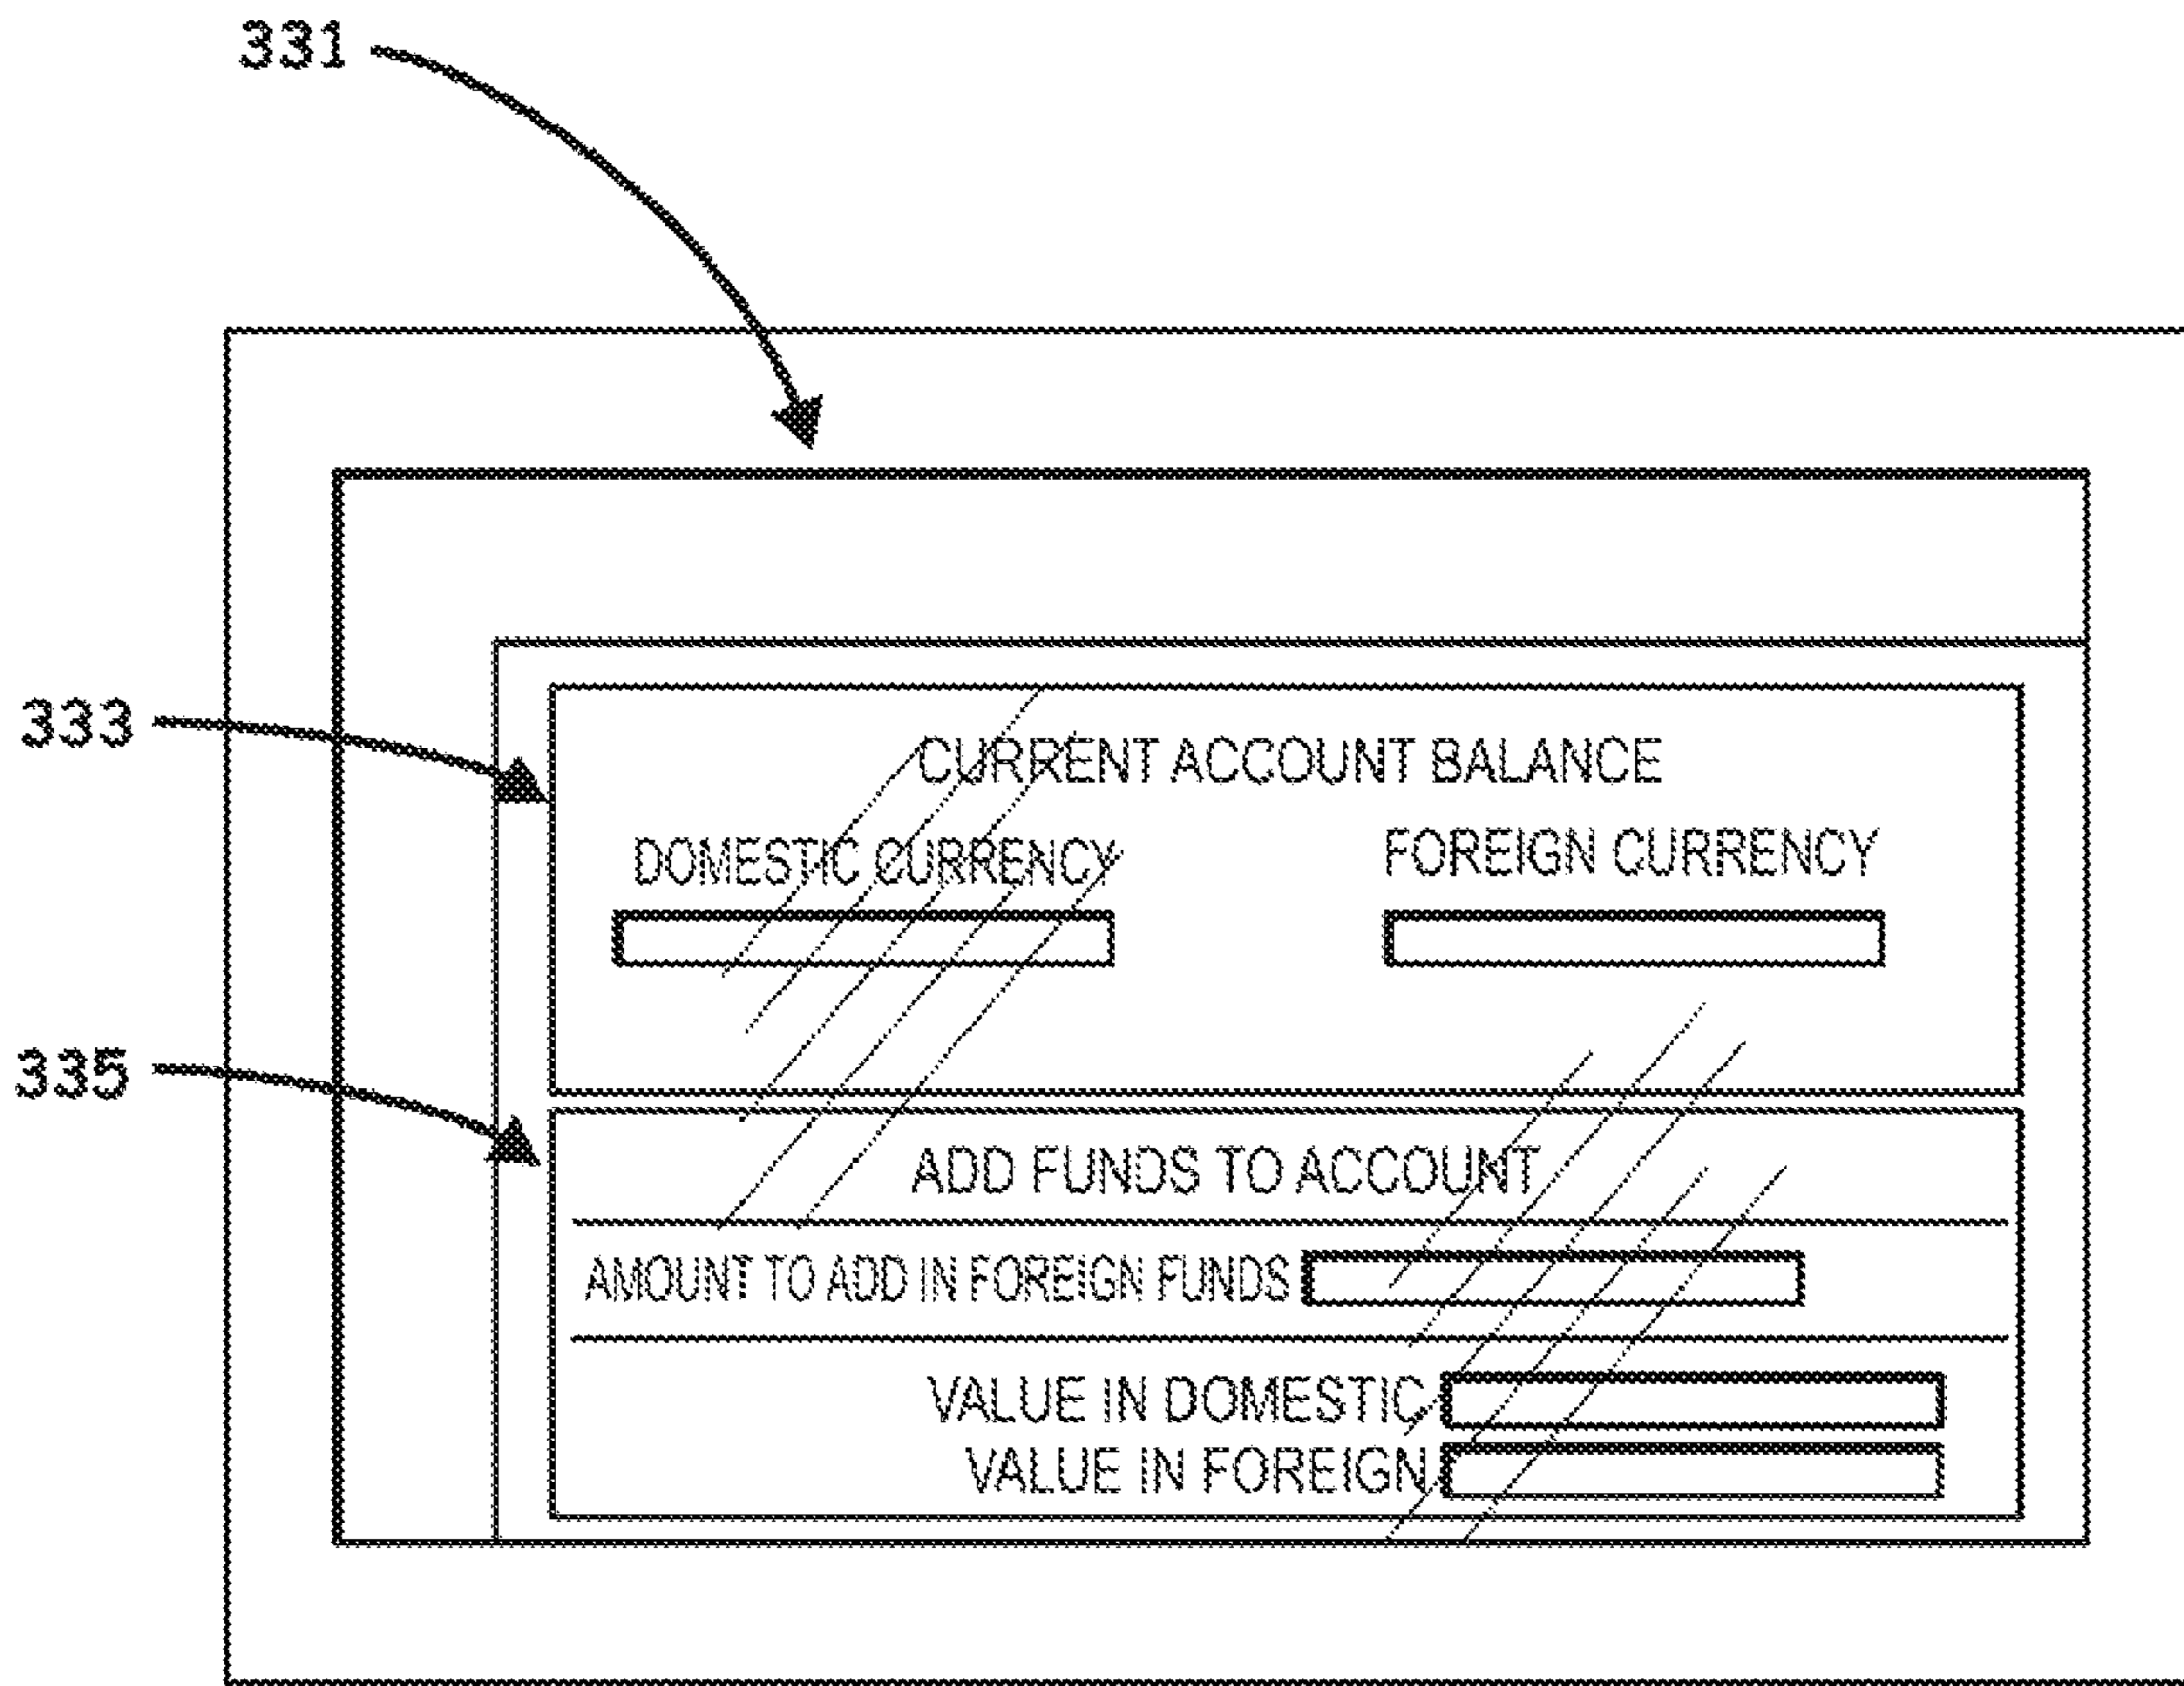 331
333
CURRENT ACCOUNT BALANCE
DOMESTIC CURRENCY
FOREIGN CURRENCY
335
ADD FUNDS TO ACCOUNT
AMOUNT TO ADD IN FOREIGN FUNDS
VALUE IN DOMESTIC
VALUE IN FOREIGN